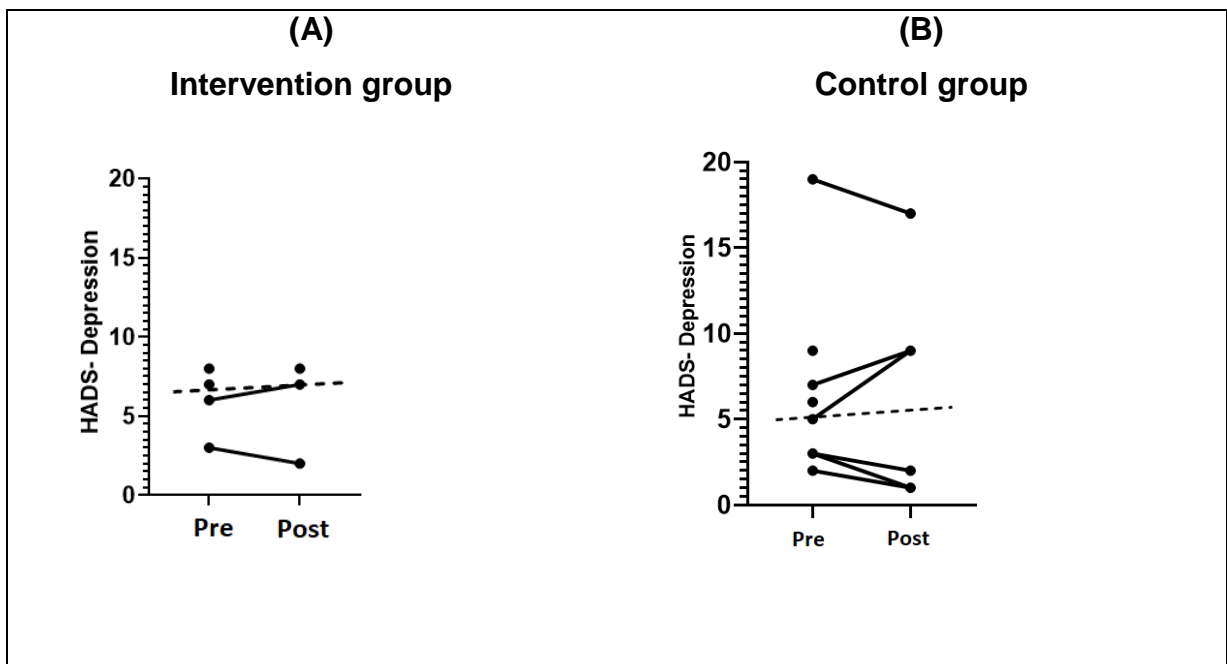 (A)
Intervention group
HADS- Depression
20
15
10
5
0
Pre Post
(B)
Control group
HADS- Depression
20
15
10
5
0
Pre Post